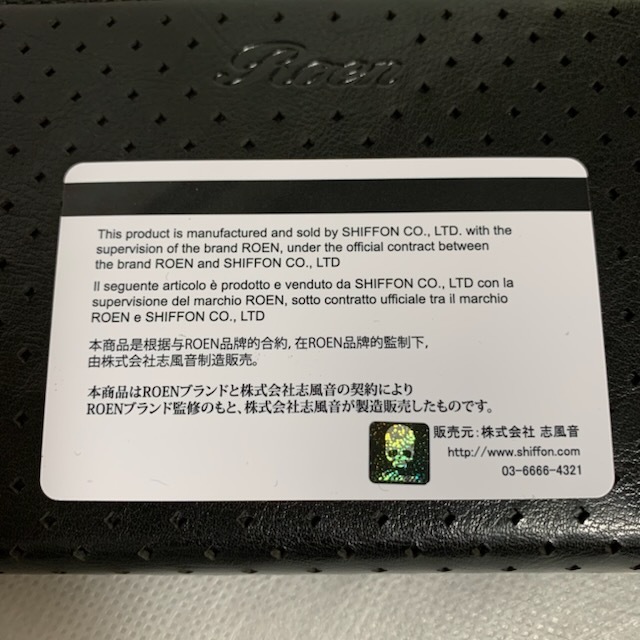 Roen
This product is manufactured and sold by SHIFFON CO., LTD. with the
supervision of the brand ROEN, under the official contract between
the brand ROEN and SHIFFON CO., LTD
Il seguente articolo è prodotto e venduto da SHIFFON CO., LTD con la
supervisione del marchio ROEN, sotto contratto ufficiale tra il marchio
ROEN e SHIFFON CO., LTD
本商品是根据与ROEN品牌的合約, 在ROEN品牌的監制下,
由株式会社志風音制造販売。
本商品はROENブランドと株式会社志風音の契約により
ROENブランド監修のもと、株式会社志風音が製造販売したものです。
販売元：株式会社 志風音
http://www.shiffon.com
03-6666-4321